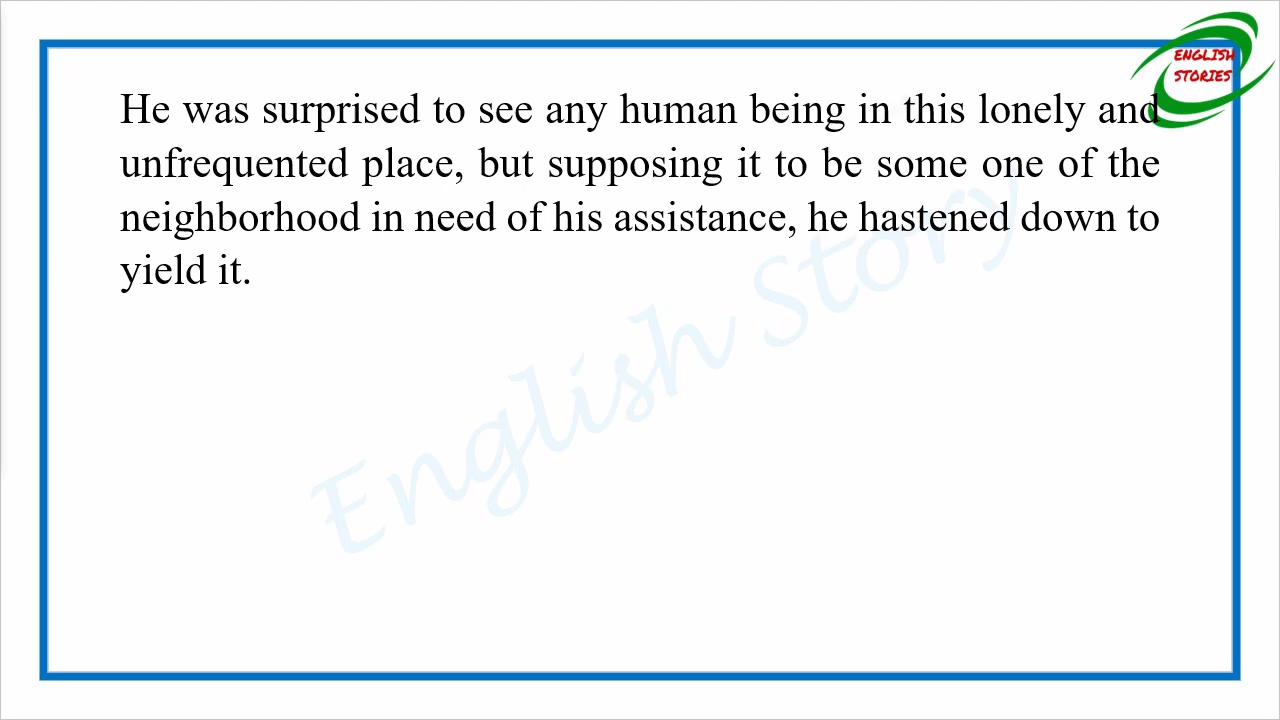 ENGLISH
STORIES
He was surprised to see any human being in this lonely and
unfrequented place, but supposing it to be some one of the
neighborhood in need of his assistance, he hastened down to
yield it.
English Story